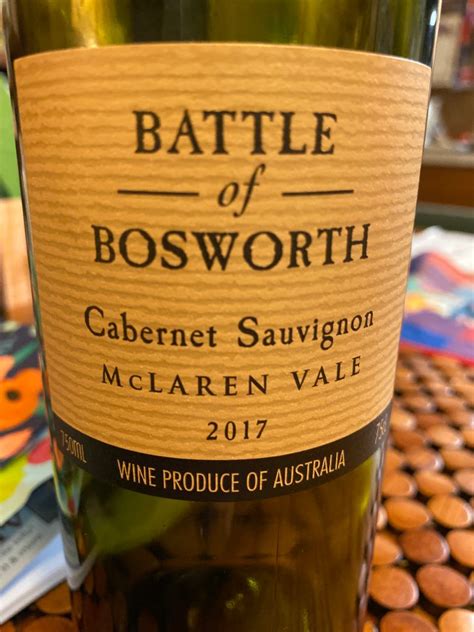 BATTLE
of
BOSWORTH
Cabernet Sauvignon
McLAREN VALE
2017
750mL
WINE PRODUCE OF AUSTRALIA